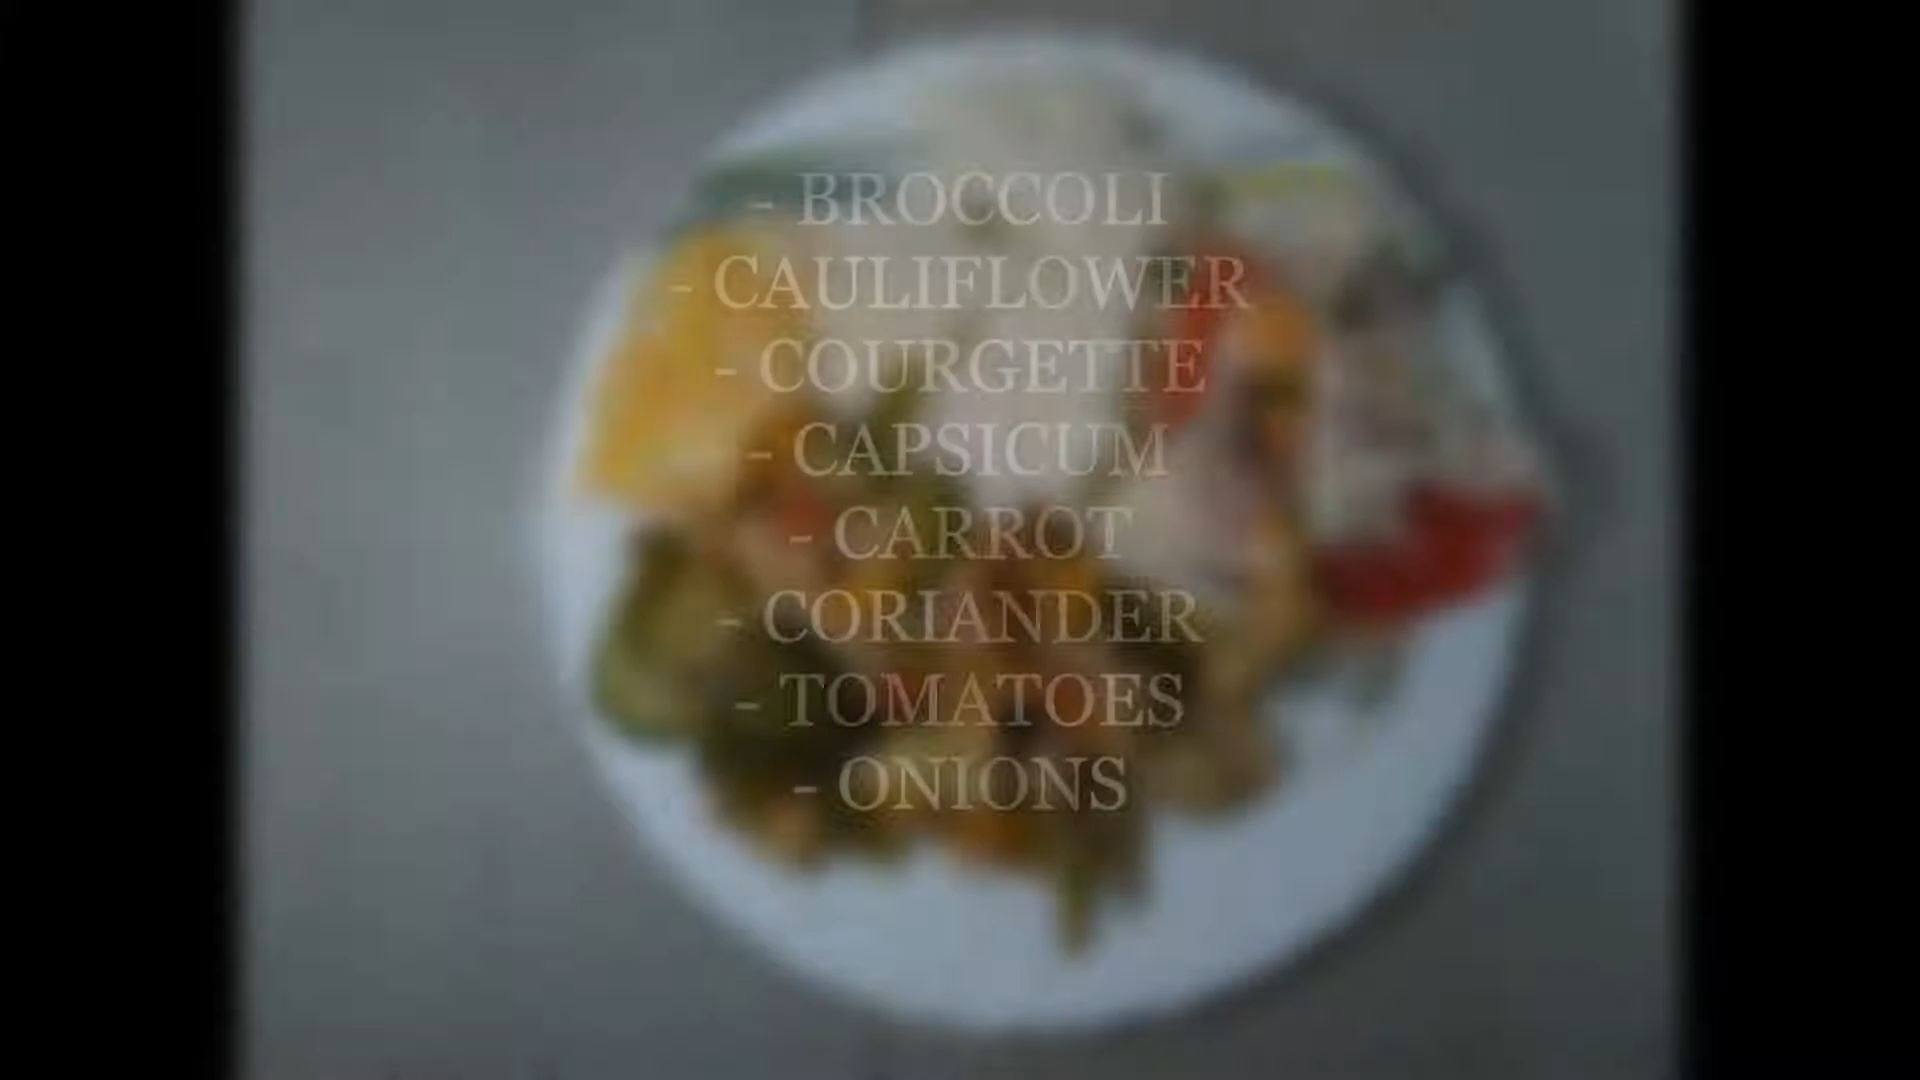 - BROCCOLI
- CAULIFLOWER
- COURGETTE
- CAPSICUM
- CARROT
- CORIANDER
- TOMATOES
- ONIONS